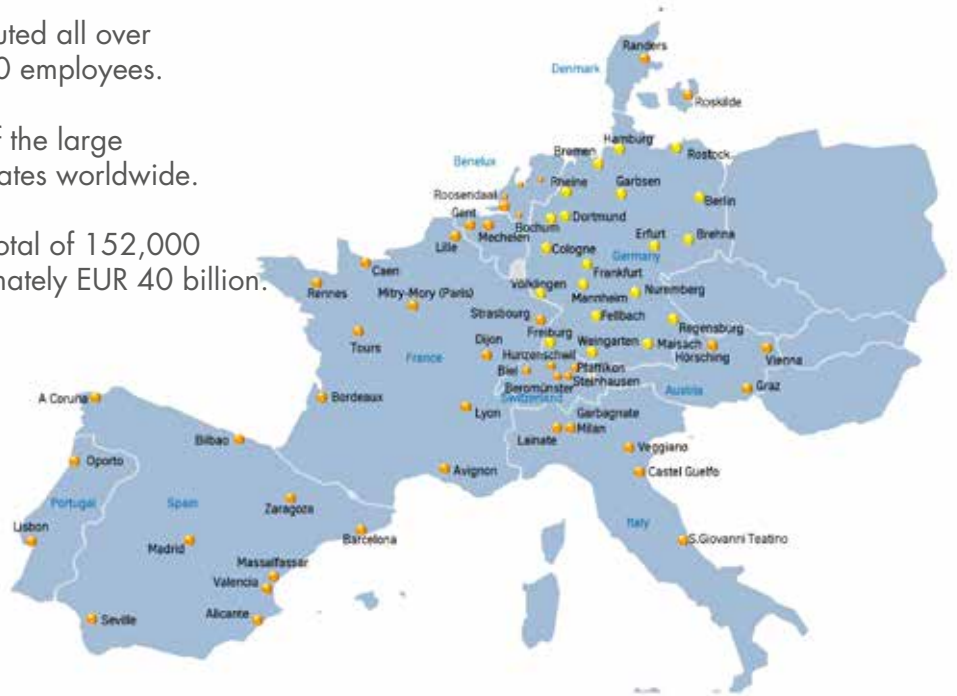 uted all over
0 employees.
f the large
ates worldwide.
otal of 152,000
mately EUR 40 billion.
Randers
Denmark
Roskilde
Hamburg
Bremen
Rostock
Benelux
Rheine
Garbsen
Roosendaal
Berlin
Gent
Bochum
Dortmund
Mechelen
Erfurt
Brehna
Lille
Cologne
Germany
Caen
Frankfurt
Rennes
Mitry-Mory (Paris)
Völklingen
Mannheim
Nuremberg
Strasbourg
Fellbach
Regensburg
Tours
Dijon
Freiburg
Weingarten
Maisach
France
Hunzenschwil
Hörsching
Vienna
Biel
Pfäffikon
Steinhausen
Beromünster
Austria
Graz
A Coruna
Bordeaux
Switzerland
Lyon
Garbagnate
Bilbao
Lainate
Milan
Veggiano
Oporto
Avignon
Castel Guelfo
Portugal
Spain
Zaragoza
Italy
Lisbon
Madrid
Barcelona
S.Giovanni Teatino
Massalfassar
Valencia
Seville
Alicante